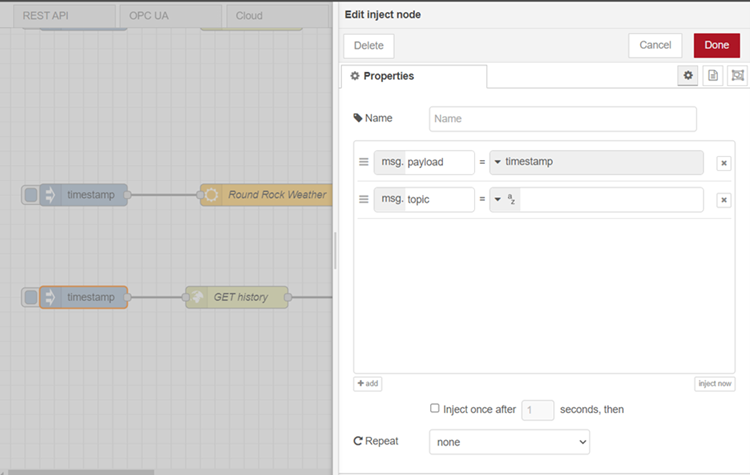 REST API
OPC UA
Cloud
Edit inject node
Delete
Cancel
Done
Properties
Name
Name
msg. payload = timestamp
msg. topic = az
timestamp
Round Rock Weather
timestamp
GET history
add
inject now
Inject once after 1 seconds, then
Repeat
none